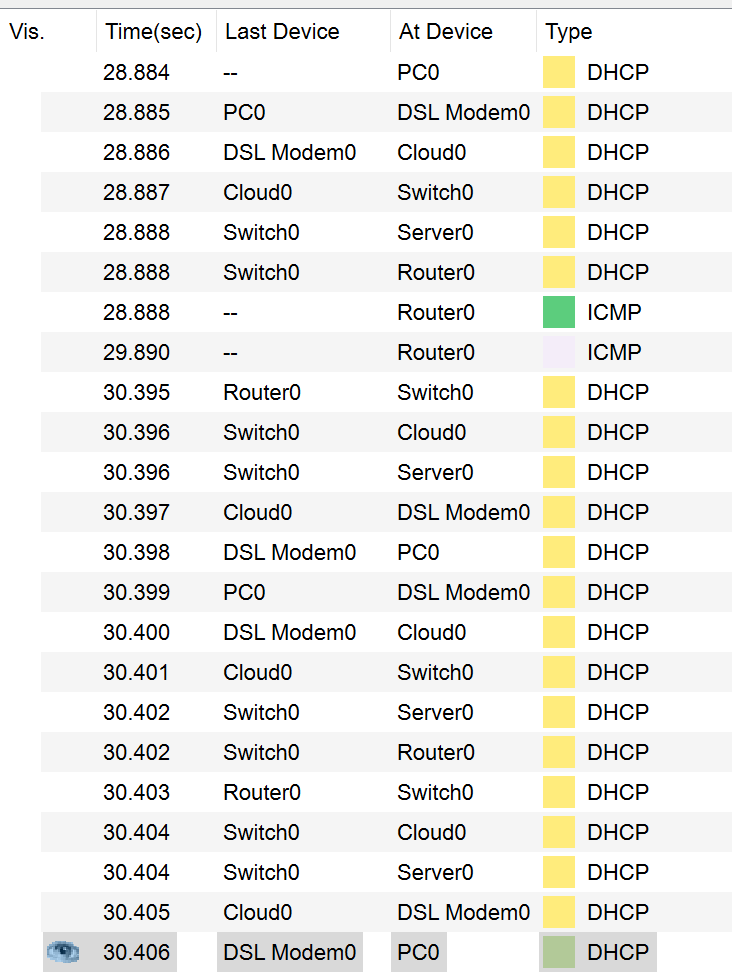 Vis. Time(sec) Last Device At Device Type
28.884 -- PC0 DHCP
28.885 PC0 DSL Modem0 DHCP
28.886 DSL Modem0 Cloud0 DHCP
28.887 Cloud0 Switch0 DHCP
28.888 Switch0 Server0 DHCP
28.888 Switch0 Router0 DHCP
28.888 -- Router0 ICMP
29.890 -- Router0 ICMP
30.395 Router0 Switch0 DHCP
30.396 Switch0 Cloud0 DHCP
30.396 Switch0 Server0 DHCP
30.397 Cloud0 DSL Modem0 DHCP
30.398 DSL Modem0 PC0 DHCP
30.399 PC0 DSL Modem0 DHCP
30.400 DSL Modem0 Cloud0 DHCP
30.401 Cloud0 Switch0 DHCP
30.402 Switch0 Server0 DHCP
30.402 Switch0 Router0 DHCP
30.403 Router0 Switch0 DHCP
30.404 Switch0 Cloud0 DHCP
30.404 Switch0 Server0 DHCP
30.405 Cloud0 DSL Modem0 DHCP
30.406 DSL Modem0 PC0 DHCP